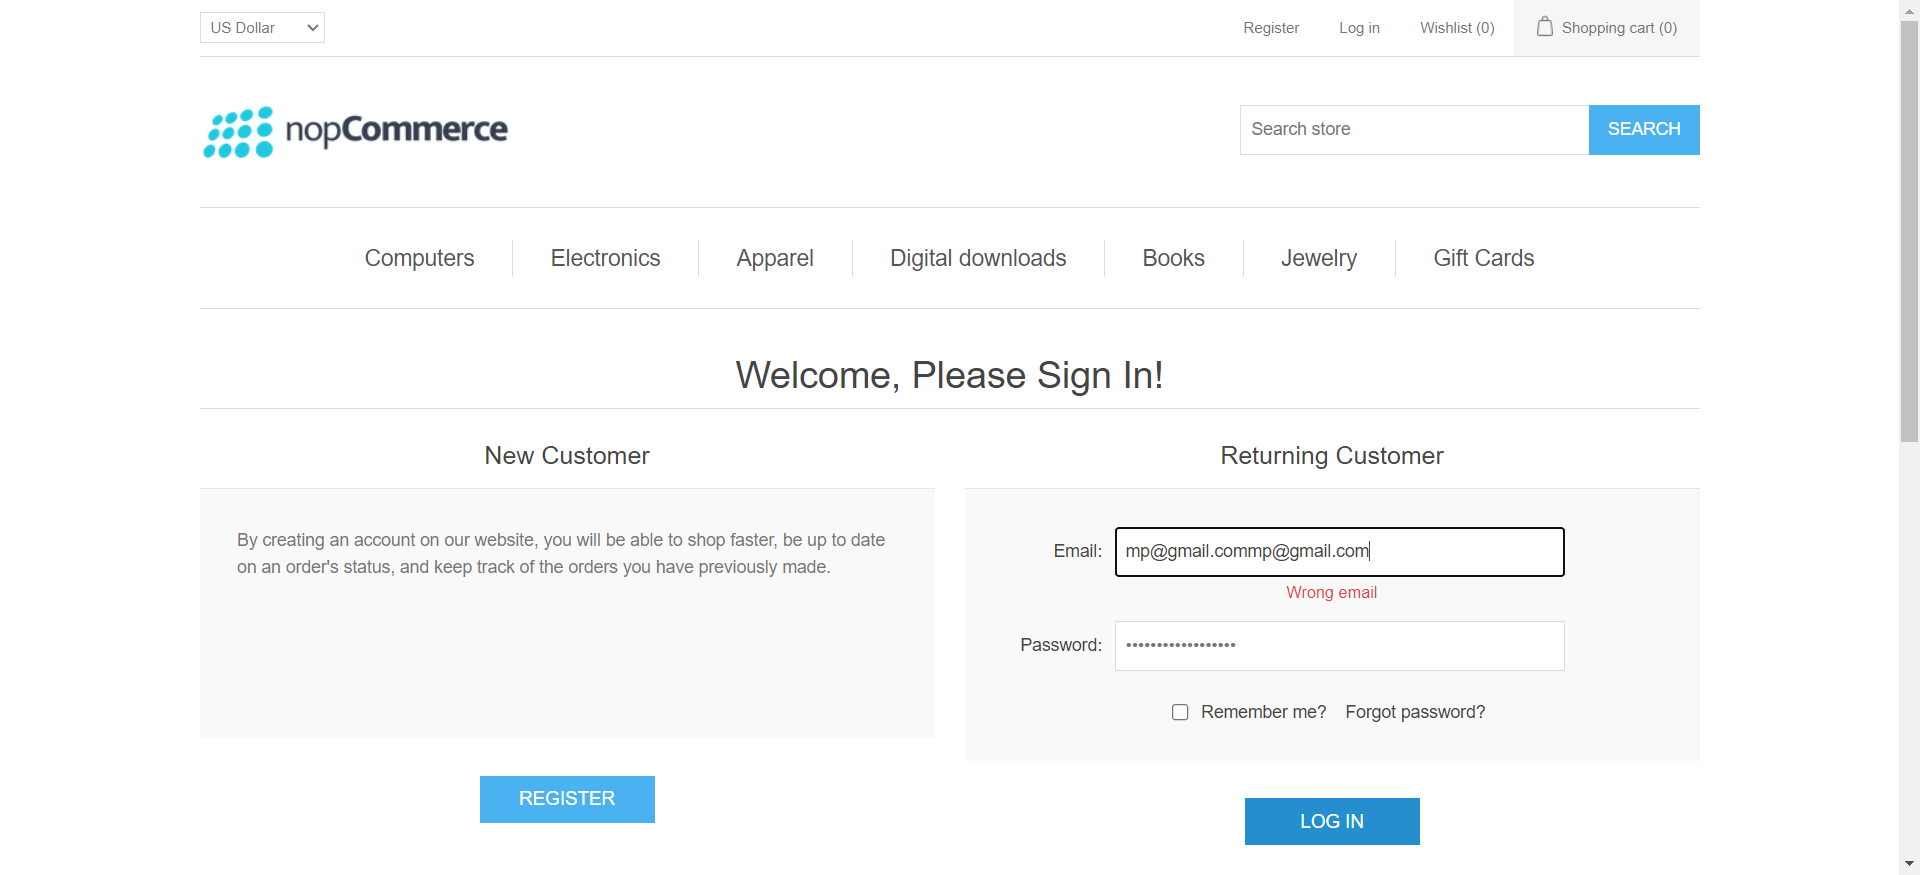 US Dollar
Register
Log in
Wishlist (0)
Shopping cart (0)
nopCommerce
Search store
SEARCH
Computers
Electronics
Apparel
Digital downloads
Books
Jewelry
Gift Cards
Welcome, Please Sign In!
New Customer
By creating an account on our website, you will be able to shop faster, be up to date
on an order's status, and keep track of the orders you have previously made.
REGISTER
Returning Customer
Email:
mp@gmail.commp@gmail.com
Wrong email
Password:
••••••••••••••••••
Remember me?
Forgot password?
LOG IN